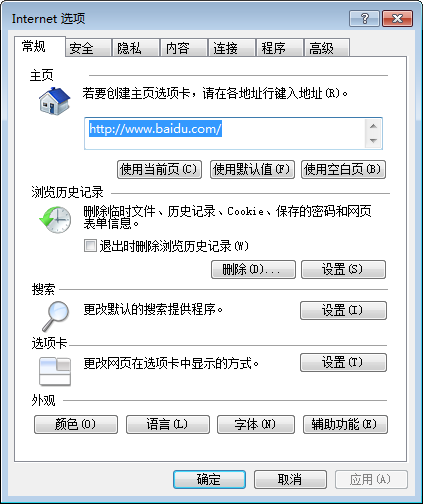 Internet 选项
常规 安全 隐私 内容 连接 程序 高级
主页
若要创建主页选项卡，请在各地址行键入地址(R)。
http://www.baidu.com/
使用当前页(C) 使用默认值(F) 使用空白页(B)
浏览历史记录
删除临时文件、历史记录、Cookie、保存的密码和网页
表单信息。
退出时删除浏览历史记录(W)
删除(D)... 设置(S)
搜索
更改默认的搜索提供程序。 设置(I)
选项卡
更改网页在选项卡中显示的方式。 设置(T)
外观
颜色(O) 语言(L) 字体(N) 辅助功能(E)
确定 取消 应用(A)